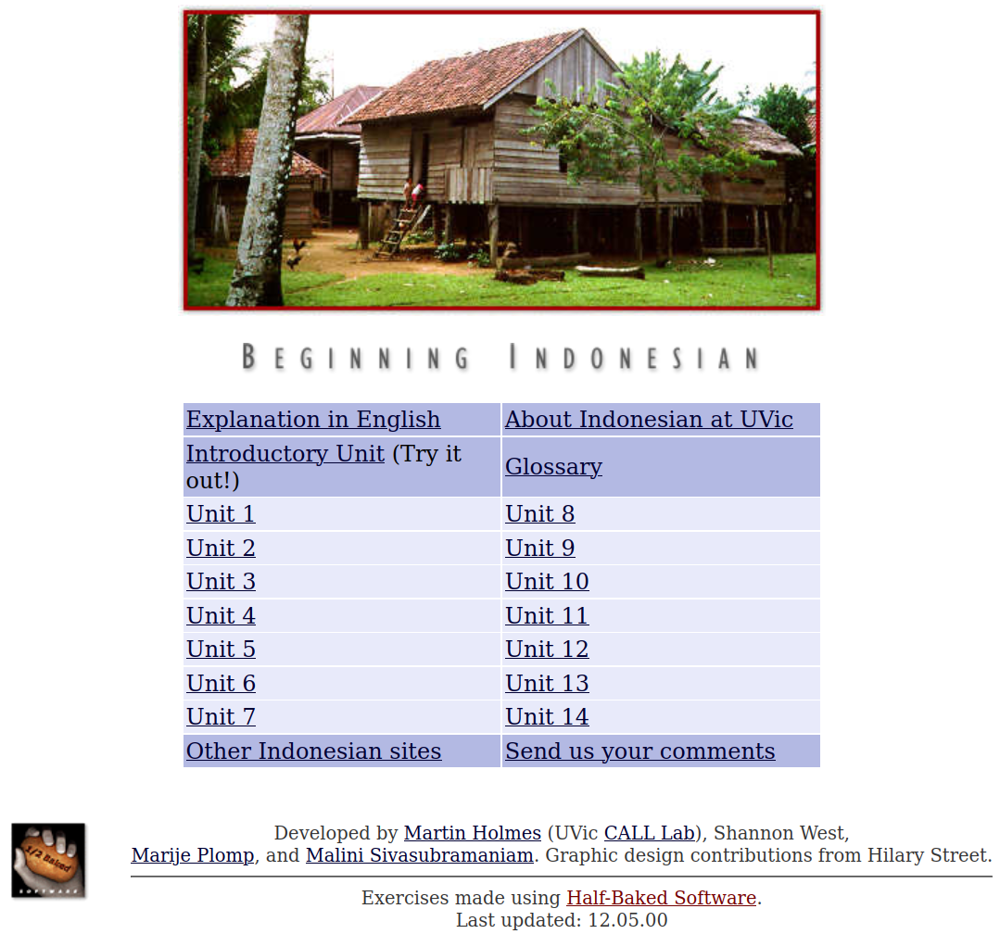 Beginning Indonesian
Explanation in English
About Indonesian at UVic
Introductory Unit (Try it
out!)
Glossary
Unit 1
Unit 8
Unit 2
Unit 9
Unit 3
Unit 10
Unit 4
Unit 11
Unit 5
Unit 12
Unit 6
Unit 13
Unit 7
Unit 14
Other Indonesian sites
Send us your comments
1/2 Baked
SOFTWARE
Developed by Martin Holmes (UVic CALL Lab), Shannon West,
Marije Plomp, and Malini Sivasubramaniam. Graphic design contributions from Hilary Street.
Exercises made using Half-Baked Software.
Last updated: 12.05.00